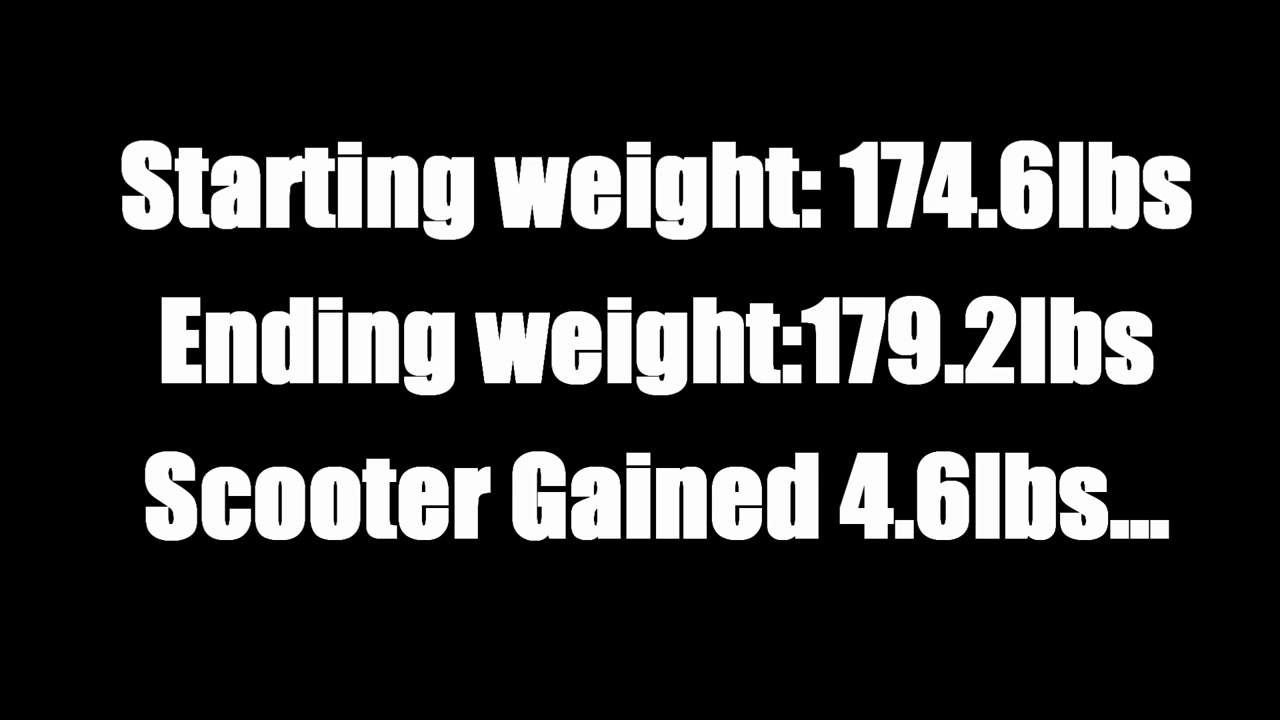 Starting weight: 174.6lbs
Ending weight:179.2lbs
Scooter Gained 4.6lbs...